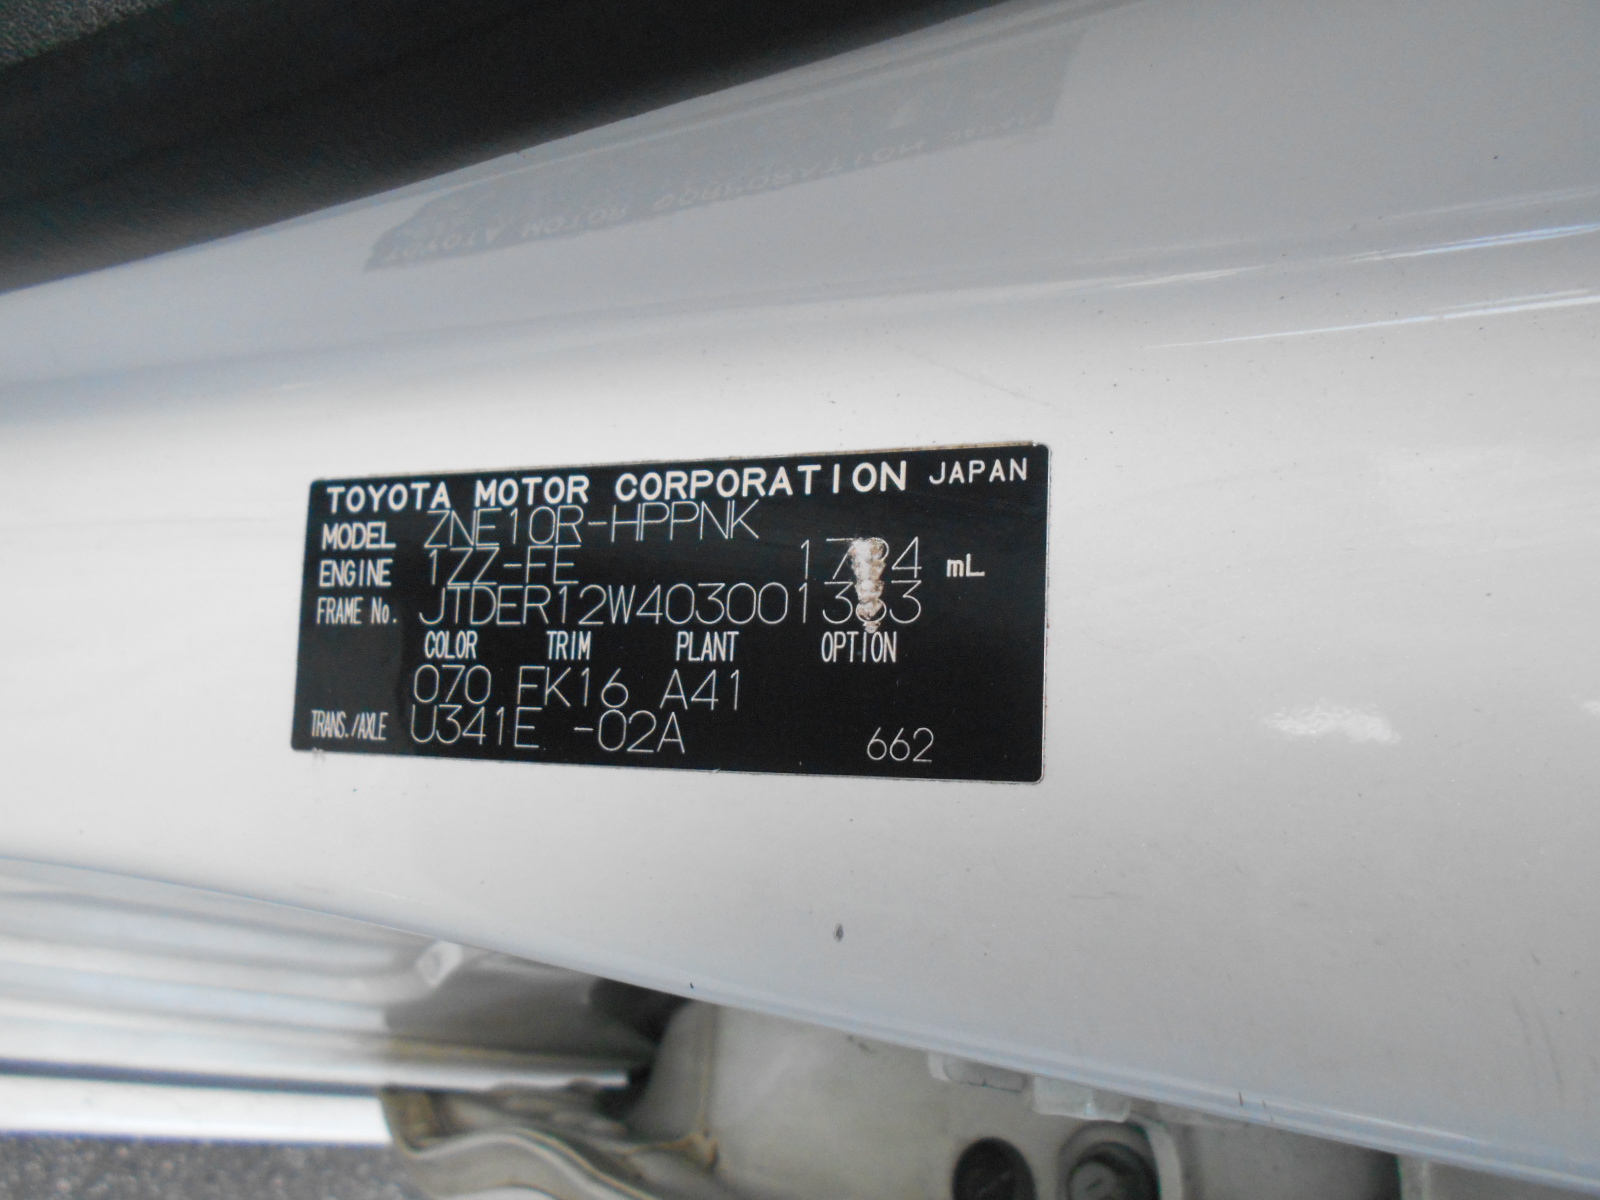 TOYOTA MOTOR CORPORATION JAPAN
MODEL ZNE10R-HPPNK
ENGINE 1ZZ-FE mL
FRAME No.
COLOR TRIM PLANT OPTION
070 FK16 A41
TRANS./AXLE U341E -02A 662